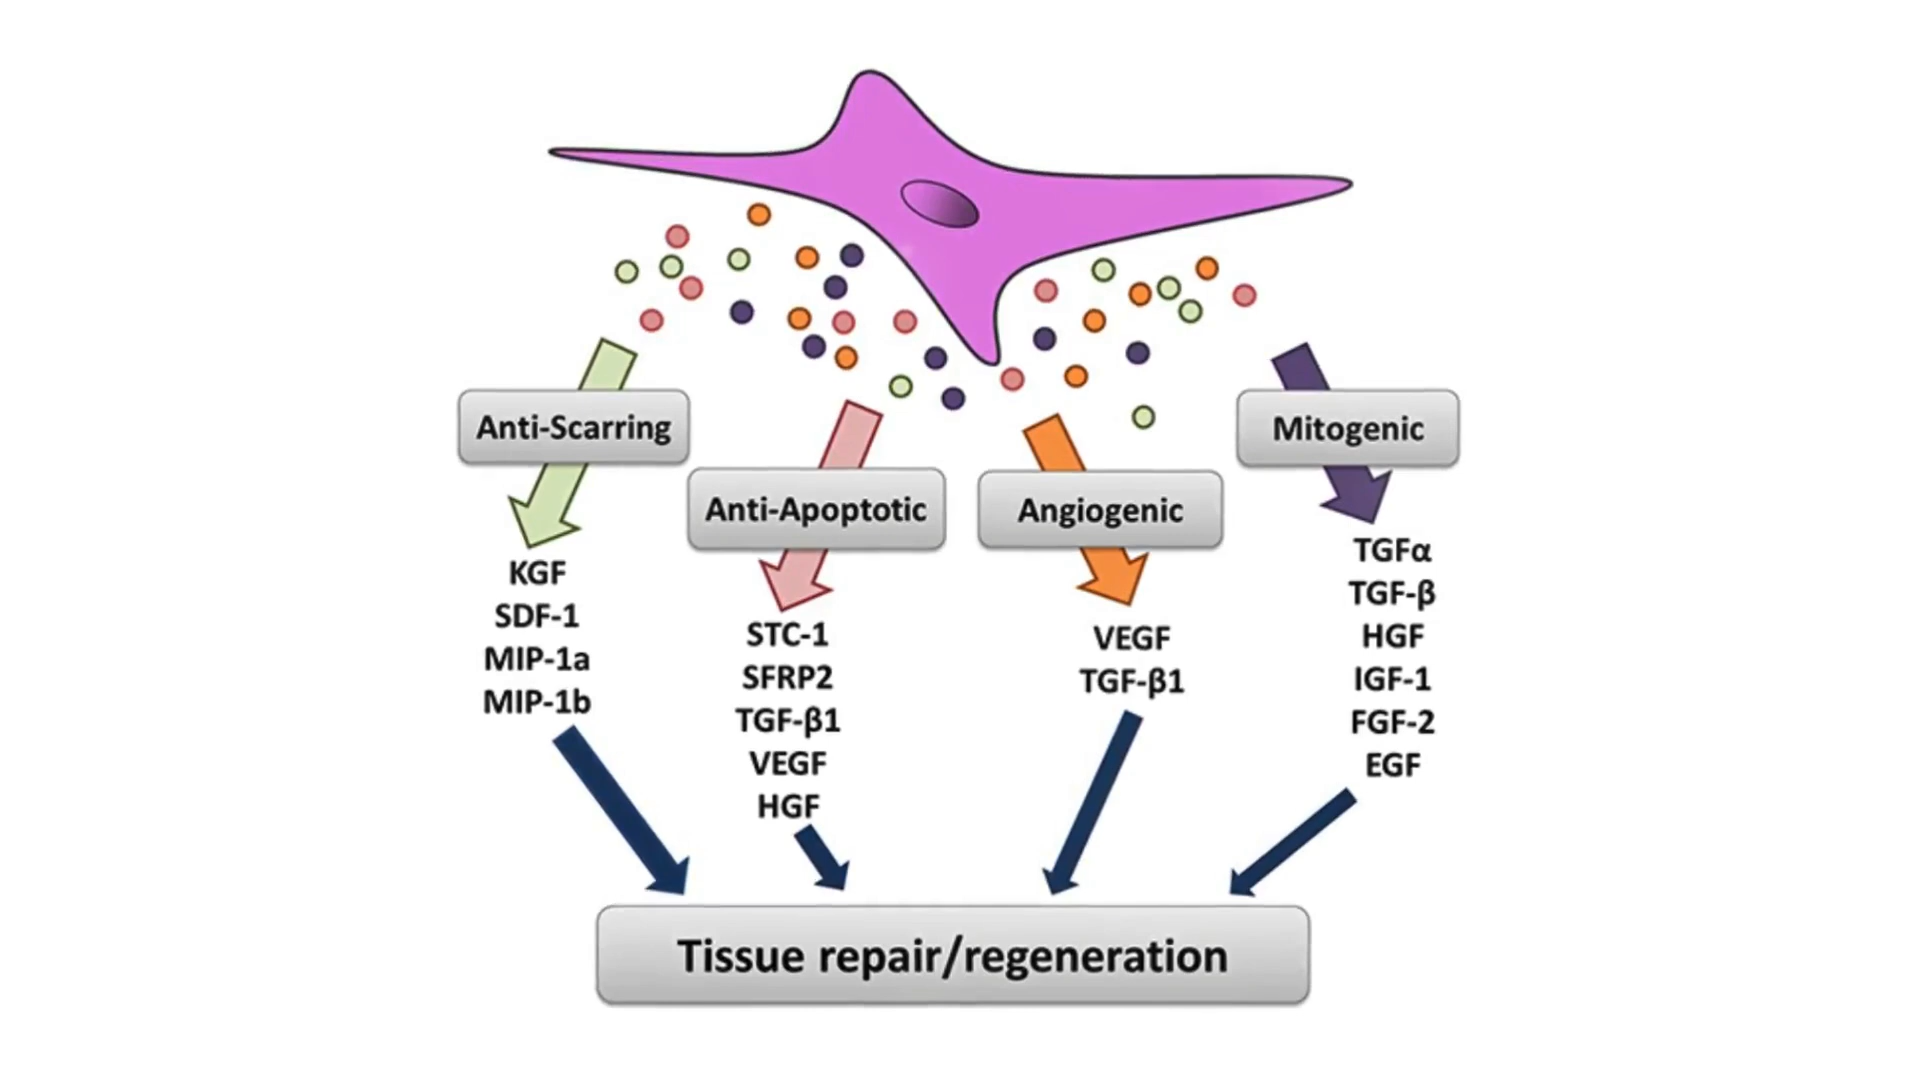 Anti-Scarring
KGF
SDF-1
MIP-1a
MIP-1b
Anti-Apoptotic
STC-1
SFRP2
TGF-β1
VEGF
HGF
Angiogenic
VEGF
TGF-β1
Mitogenic
TGFα
TGF-β
HGF
IGF-1
FGF-2
EGF
Tissue repair/regeneration